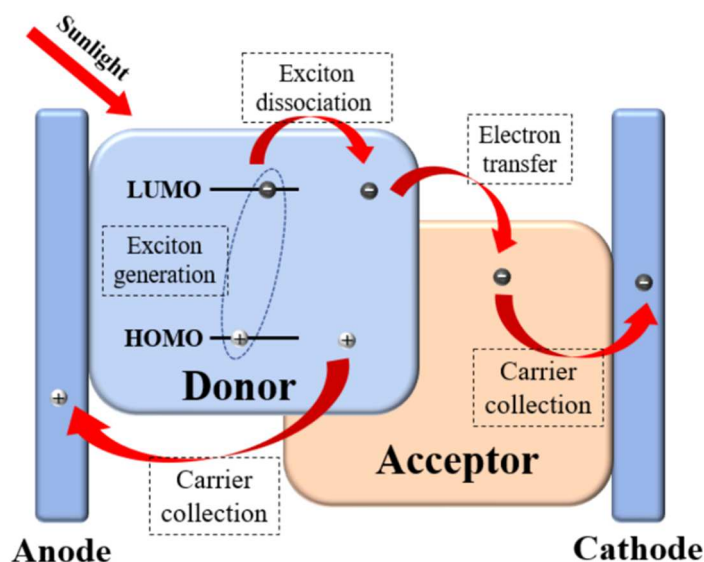 Sunlight
Exciton
dissociation
Electron
transfer
LUMO
Exciton
generation
HOMO
Donor
Carrier
collection
Acceptor
Carrier
collection
Anode
Cathode